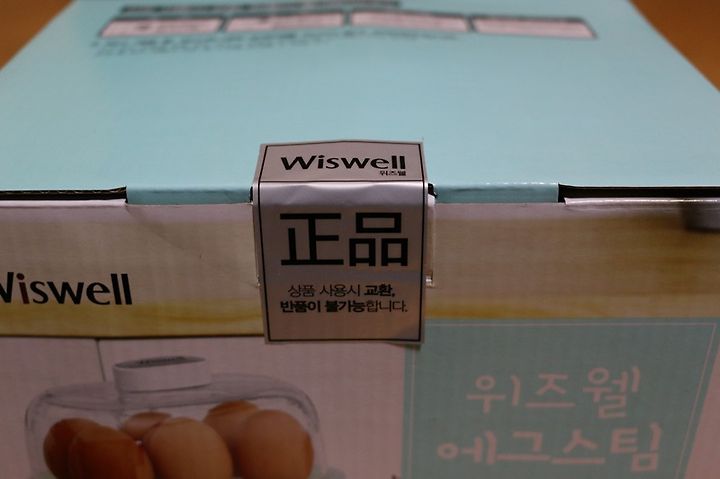 Wiswell
위즈웰
正品
상품 사용시 교환,
반품이 불가능합니다.
Wiswell
위즈웰
에그스팀